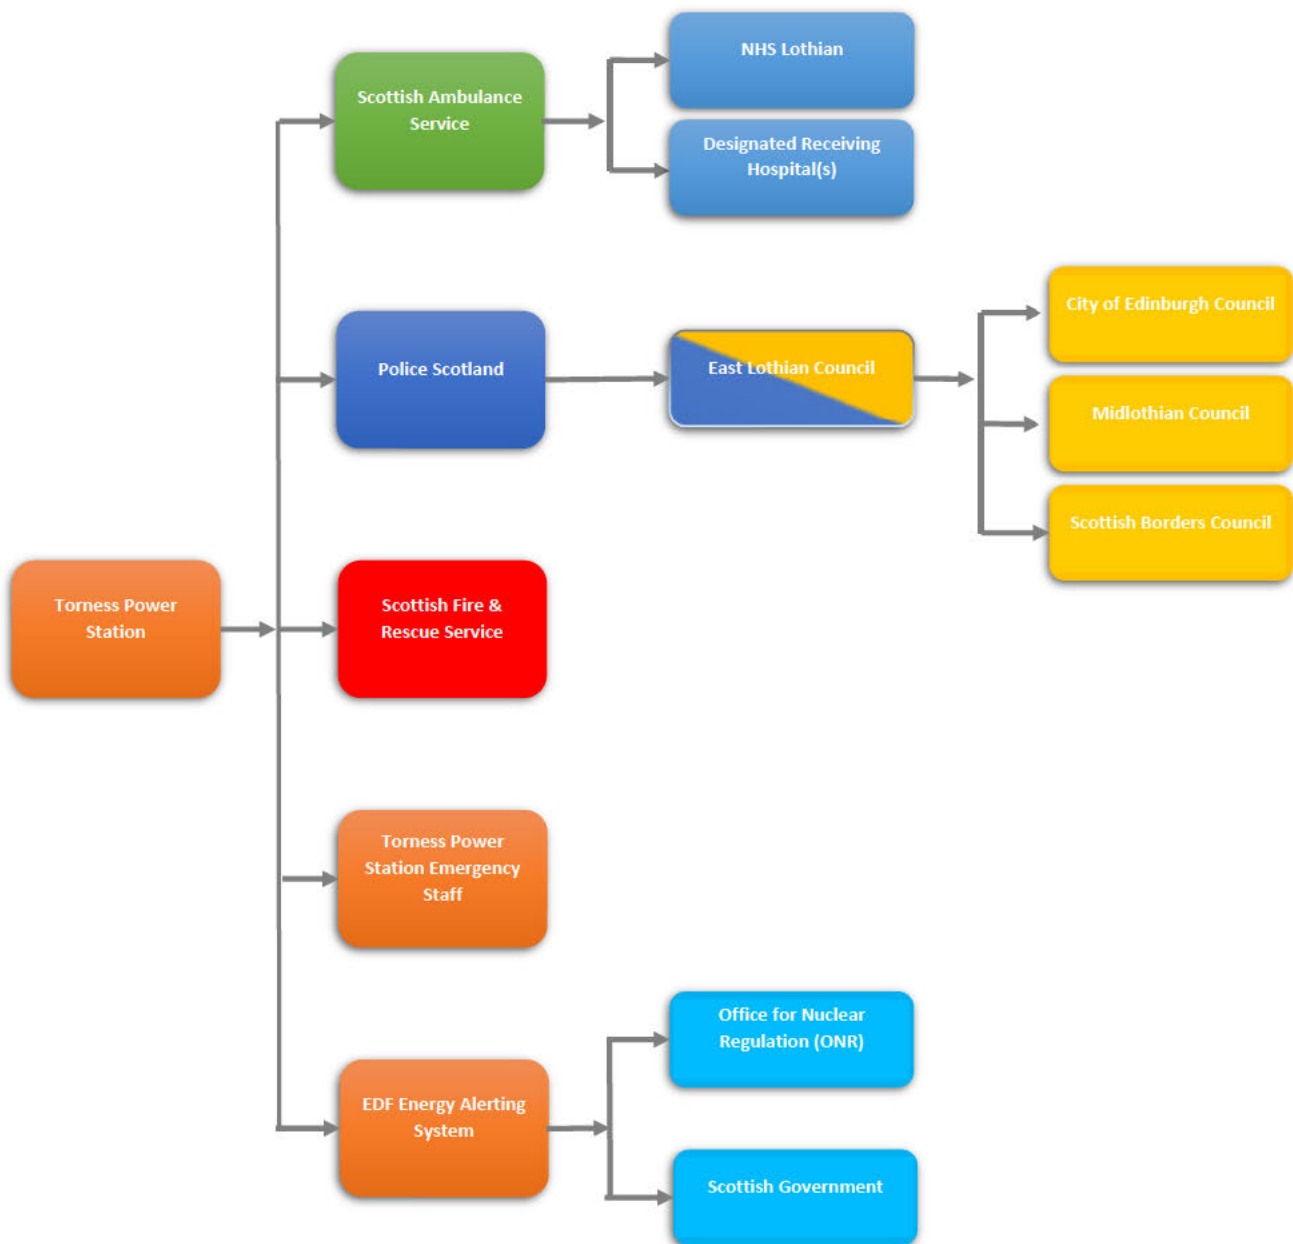 NHS Lothian
Scottish Ambulance
Service
Designated Receiving
Hospital(s)
City of Edinburgh Council
Police Scotland
East Lothian Council
Midlothian Council
Scottish Borders Council
Torness Power
Station
Scottish Fire &
Rescue Service
Torness Power
Station Emergency
Staff
Office for Nuclear
Regulation (ONR)
EDF Energy Alerting
System
Scottish Government